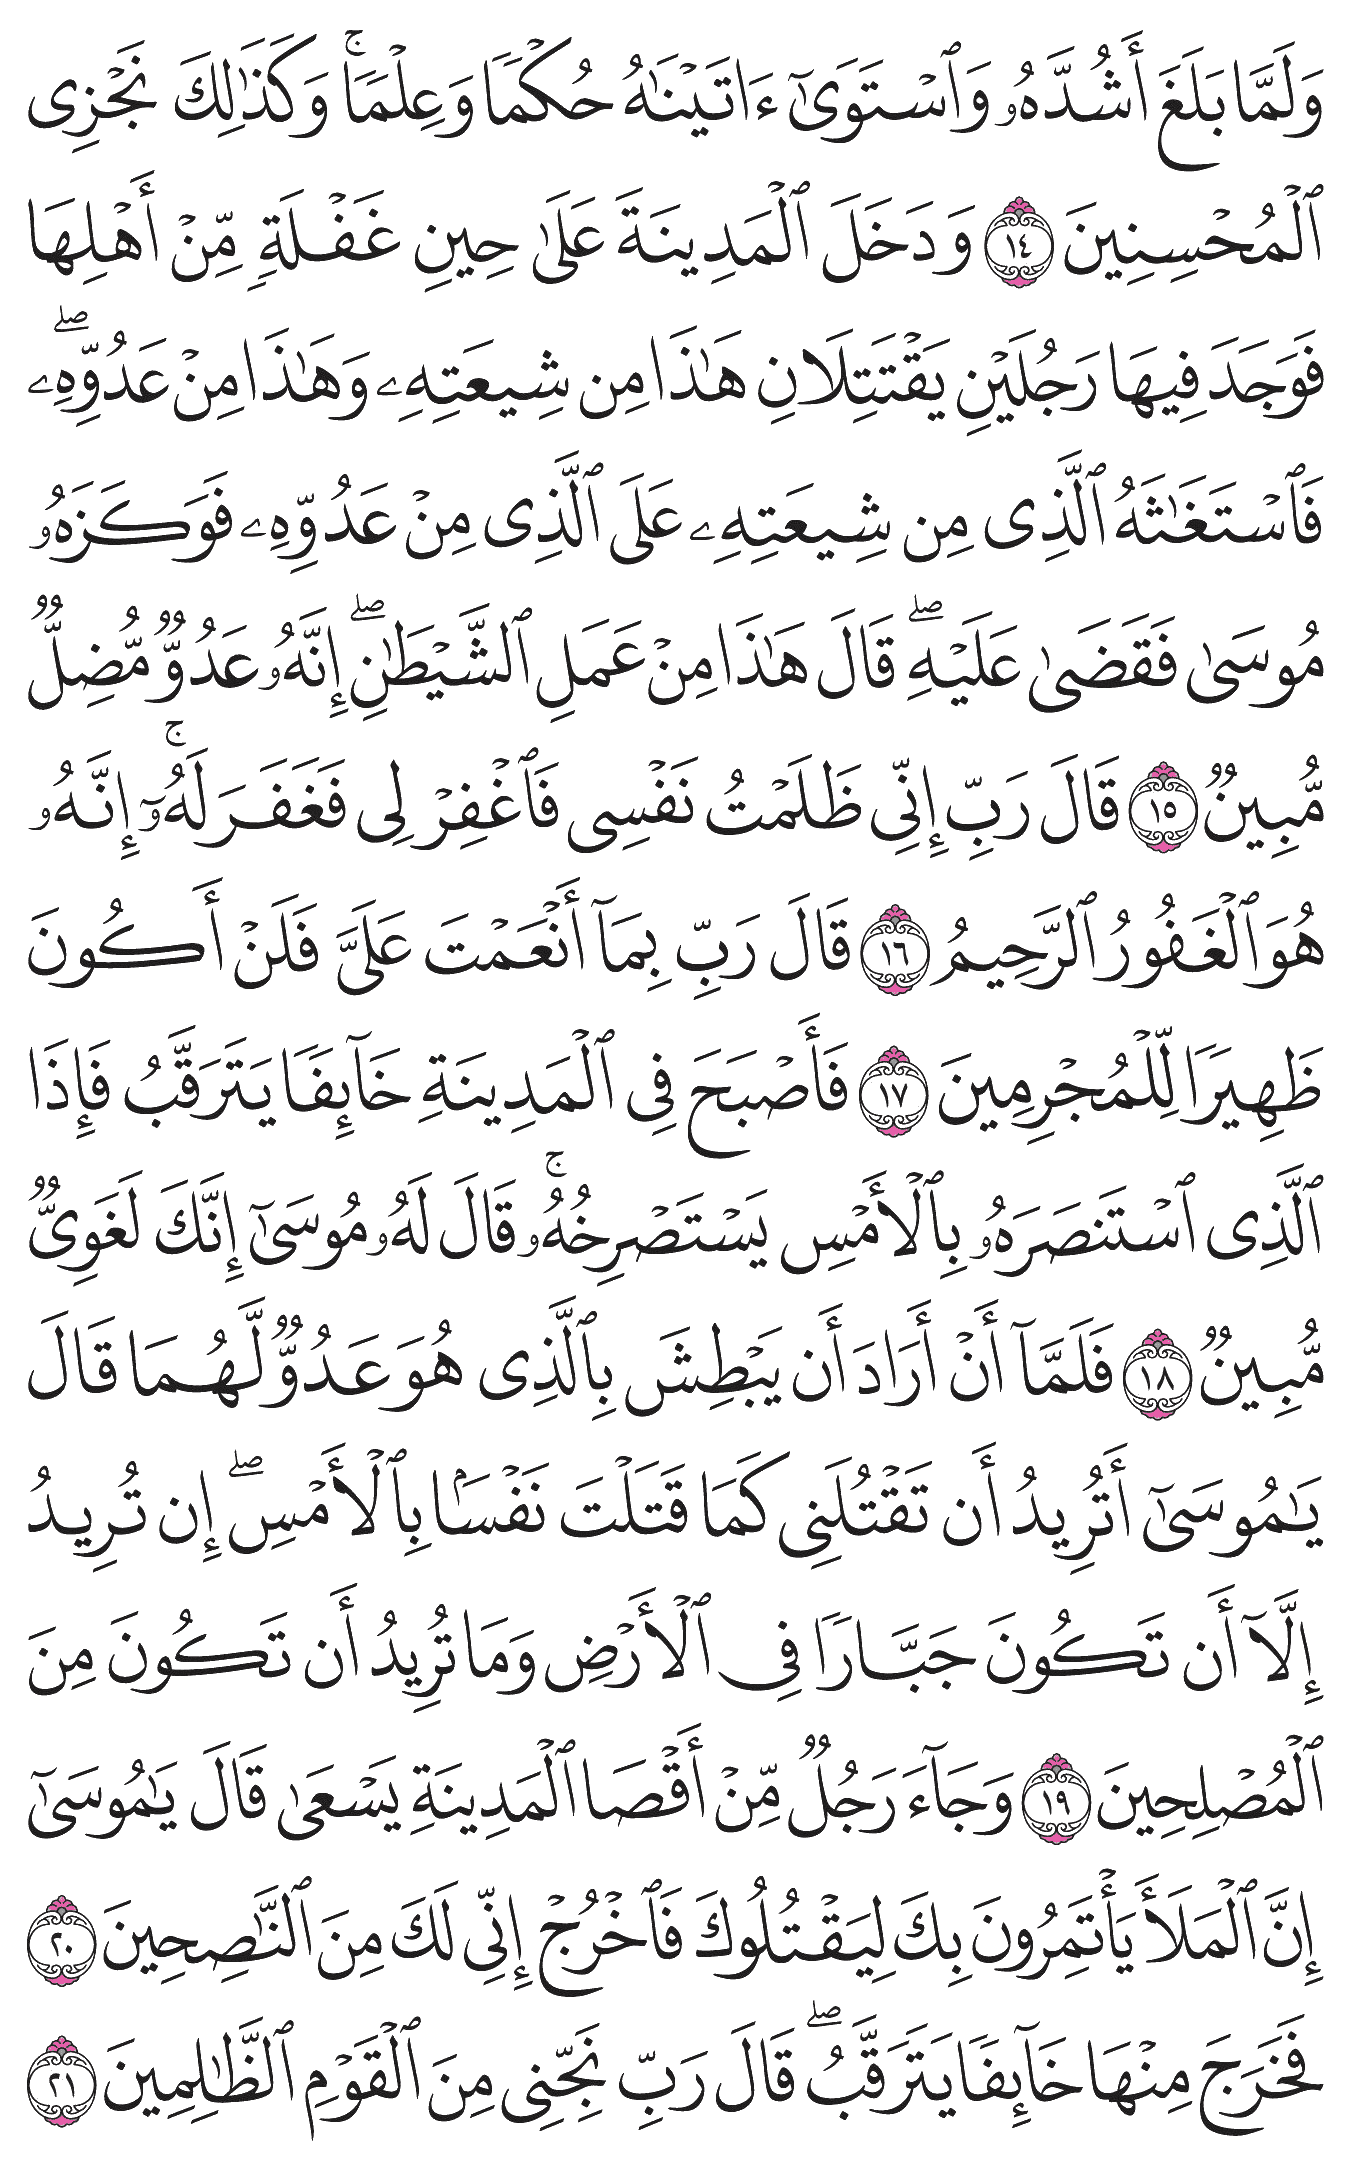 وَلَمَّا بَلَغَ أَشُدَّهُۥ وَٱسۡتَوَىٰٓ ءَاتَيۡنَٰهُ حُكۡمٗا وَعِلۡمٗاۚ وَكَذَٰلِكَ نَجۡزِي
ٱلۡمُحۡسِنِينَ ١٤ وَدَخَلَ ٱلۡمَدِينَةَ عَلَىٰ حِينِ غَفۡلَةٖ مِّنۡ أَهۡلِهَا
فَوَجَدَ فِيهَا رَجُلَيۡنِ يَقۡتَتِلَانِ هَٰذَا مِن شِيعَتِهِۦ وَهَٰذَا مِنۡ عَدُوِّهِۦۖ
فَٱسۡتَغَٰثَهُ ٱلَّذِي مِن شِيعَتِهِۦ عَلَى ٱلَّذِي مِنۡ عَدُوِّهِۦ فَوَكَزَهُۥ
مُوسَىٰ فَقَضَىٰ عَلَيۡهِۖ قَالَ هَٰذَا مِنۡ عَمَلِ ٱلشَّيۡطَٰنِۖ إِنَّهُۥ عَدُوّٞ مُّضِلّٞ
مُّبِينٞ ١٥ قَالَ رَبِّ إِنِّي ظَلَمۡتُ نَفۡسِي فَٱغۡفِرۡ لِي فَغَفَرَ لَهُۥٓۚ إِنَّهُۥ
هُوَ ٱلۡغَفُورُ ٱلرَّحِيمُ ١٦ قَالَ رَبِّ بِمَآ أَنۡعَمۡتَ عَلَيَّ فَلَنۡ أَكُونَ
ظَهِيرٗا لِّلۡمُجۡرِمِينَ ١٧ فَأَصۡبَحَ فِي ٱلۡمَدِينَةِ خَآئِفٗا يَتَرَقَّبُ فَإِذَا
ٱلَّذِي ٱسۡتَنصَرَهُۥ بِٱلۡأَمۡسِ يَسۡتَصۡرِخُهُۥۚ قَالَ لَهُۥ مُوسَىٰٓ إِنَّكَ لَغَوِيّٞ
مُّبِينٞ ١٨ فَلَمَّآ أَنۡ أَرَادَ أَن يَبۡطِشَ بِٱلَّذِي هُوَ عَدُوّٞ لَّهُمَا قَالَ
يَٰمُوسَىٰٓ أَتُرِيدُ أَن تَقۡتُلَنِي كَمَا قَتَلۡتَ نَفۡسَۢا بِٱلۡأَمۡسِۖ إِن تُرِيدُ
إِلَّآ أَن تَكُونَ جَبَّارٗا فِي ٱلۡأَرۡضِ وَمَا تُرِيدُ أَن تَكُونَ مِنَ
ٱلۡمُصۡلِحِينَ ١٩ وَجَآءَ رَجُلٞ مِّنۡ أَقۡصَا ٱلۡمَدِينَةِ يَسۡعَىٰ قَالَ يَٰمُوسَىٰٓ
إِنَّ ٱلۡمَلَأَ يَأۡتَمِرُونَ بِكَ لِيَقۡتُلُوكَ فَٱخۡرُجۡ إِنِّي لَكَ مِنَ ٱلنَّٰصِحِينَ ٢٠
فَخَرَجَ مِنۡهَا خَآئِفٗا يَتَرَقَّبُۖ قَالَ رَبِّ نَجِّنِي مِنَ ٱلۡقَوۡمِ ٱلظَّٰلِمِينَ ٢١